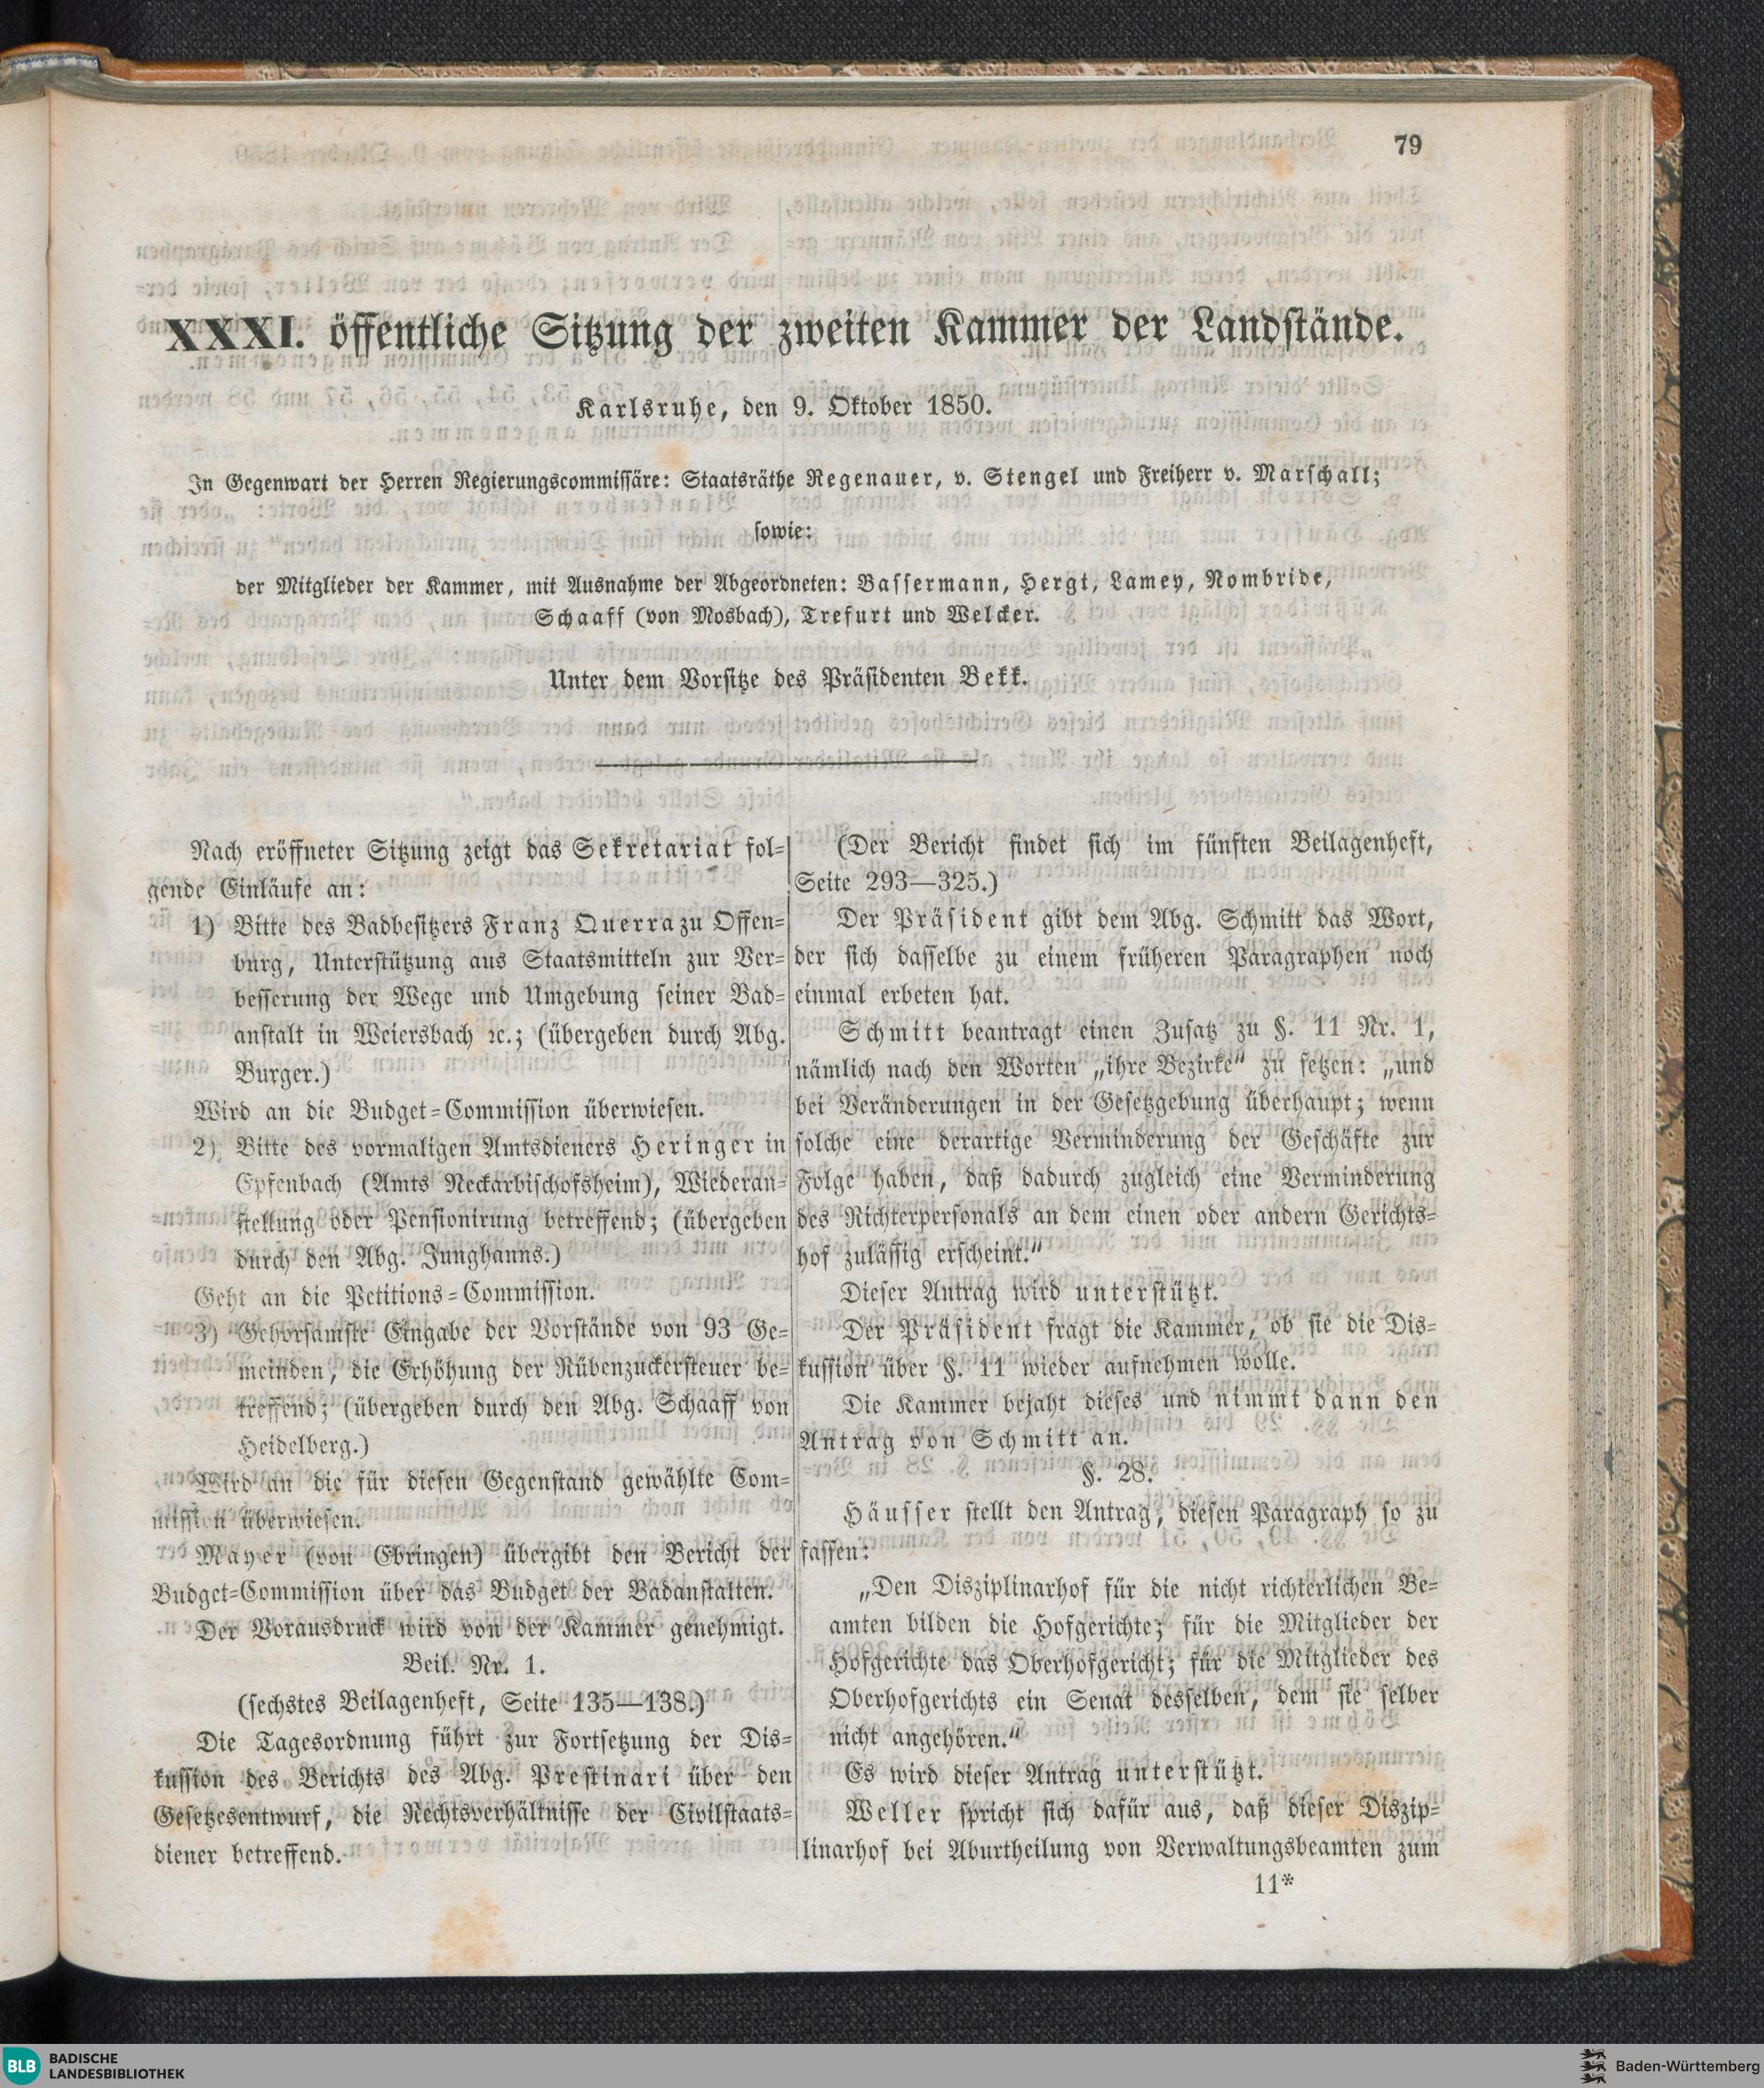 79
XXXI. öffentliche Sitzung der zweiten Kammer der Landstände.
Karlsruhe, den 9. Oktober 1850.
In Gegenwart der Herren Regierungscommissäre: Staatsräthe Regenauer, v. Stengel und Freiherr v. Marschall;
sowie:
der Mitglieder der Kammer, mit Ausnahme der Abgeordneten: Bassermann, Hergt, Lamey, Nombride,
Schaaff (von Mosbach), Trefurt und Welcker.
Unter dem Vorsitze des Präsidenten Bekk.
Nach eröffneter Sitzung zeigt das Sekretariat fol-
gende Einläufe an:
1) Bitte des Badbesitzers Franz Querra zu Offen-
burg, Unterstützung aus Staatsmitteln zur Ver-
besserung der Wege und Umgebung seiner Bad-
anstalt in Weiersbach ꝛc.; (übergeben durch Abg.
Burger.)
Wird an die Budget-Commission überwiesen.
2) Bitte des vormaligen Amtsdieners Heringer in
Epfenbach (Amts Neckarbischofsheim), Wiederan-
stellung oder Pensionirung betreffend; (übergeben
durch den Abg. Junghanns.)
Geht an die Petitions-Commission.
3) Gehorsamste Eingabe der Vorstände von 93 Ge-
meinden, die Erhöhung der Rübenzuckersteuer be-
treffend; (übergeben durch den Abg. Schaaff von
Heidelberg.)
Wird an die für diesen Gegenstand gewählte Com-
mission überwiesen.
Mayer (von Ebringen) übergibt den Bericht der
Budget-Commission über das Budget der Badanstalten.
Der Vorausdruck wird von der Kammer genehmigt.
Beil. Nr. 1.
(sechstes Beilagenheft, Seite 135—138.)
Die Tagesordnung führt zur Fortsetzung der Dis-
kussion des Berichts des Abg. Prestinari über den
Gesetzesentwurf, die Rechtsverhältnisse der Civilstaats-
diener betreffend.
(Der Bericht findet sich im fünften Beilagenheft,
Seite 293—325.)
Der Präsident gibt dem Abg. Schmitt das Wort,
der sich dasselbe zu einem früheren Paragraphen noch
einmal erbeten hat.
Schmitt beantragt einen Zusatz zu §. 11 Nr. 1,
nämlich nach den Worten „ihre Bezirke“ zu setzen: „und
bei Veränderungen in der Gesetzgebung überhaupt; wenn
solche eine derartige Verminderung der Geschäfte zur
Folge haben, daß dadurch zugleich eine Verminderung
des Richterpersonals an dem einen oder andern Gerichts-
hof zulässig erscheint.“
Dieser Antrag wird unterstützt.
Der Präsident fragt die Kammer, ob sie die Dis-
kussion über §. 11 wieder aufnehmen wolle.
Die Kammer bejaht dieses und nimmt dann den
Antrag von Schmitt an.
§. 28.
Häusser stellt den Antrag, diesen Paragraph so zu
fassen:
„Den Disziplinarhof für die nicht richterlichen Be-
amten bilden die Hofgerichte; für die Mitglieder der
Hofgerichte das Oberhofgericht; für die Mitglieder des
Oberhofgerichts ein Senat desselben, dem sie selber
nicht angehören.“
Es wird dieser Antrag unterstützt.
Weller spricht sich dafür aus, daß dieser Diszip-
linarhof bei Aburtheilung von Verwaltungsbeamten zum
11*
BLB BADISCHE
LANDESBIBLIOTHEK
Baden-Württemberg